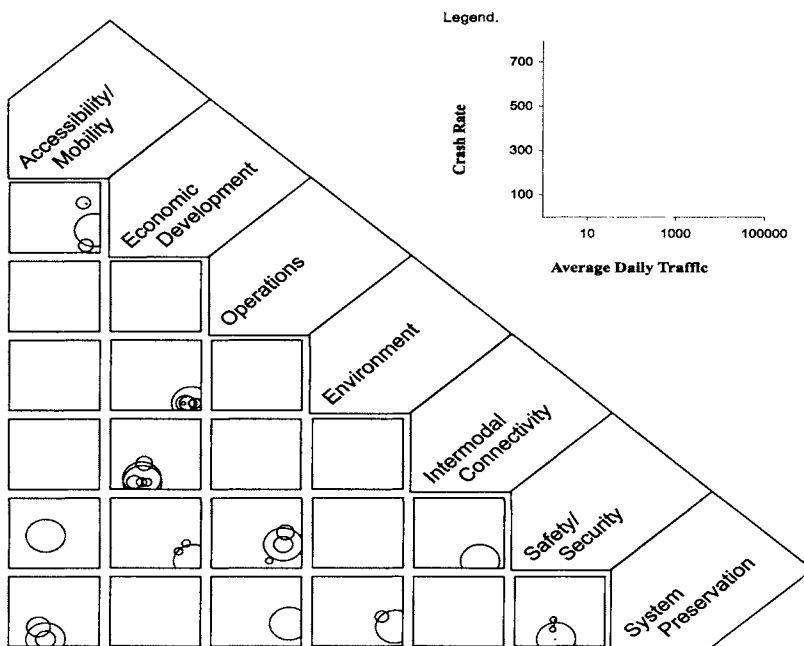 Legend.
700
500
300
100
Crash Rate
10
1000
100000
Average Daily Traffic
Accessibility/
Mobility
Economic
Development
Operations
Environment
Intermodal
Connectivity
Safety/
Security
System
Preservation